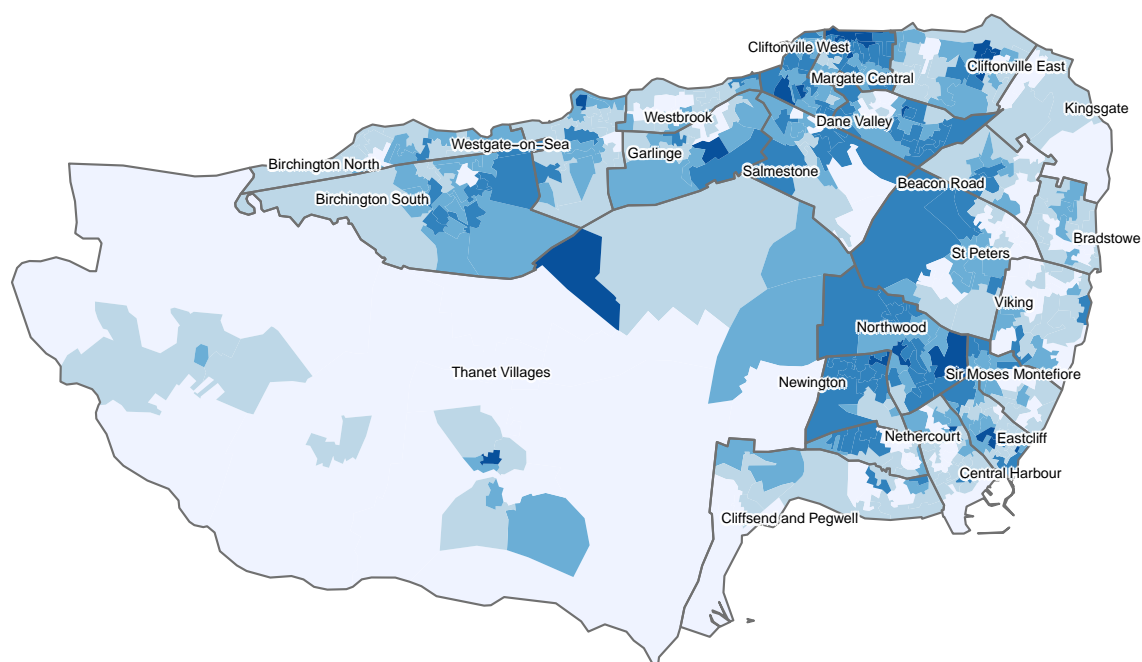 Cliftonville West
Cliftonville East
Margate Central
Kingsgate
Westbrook
Dane Valley
Westgate–on–Sea
Garlinge
Birchington North
Salmestone
Beacon Road
Birchington South
Bradstowe
St Peters
Viking
Northwood
Thanet Villages
Newington
Sir Moses Montefiore
Nethercourt
Eastcliff
Central Harbour
Cliffsend and Pegwell